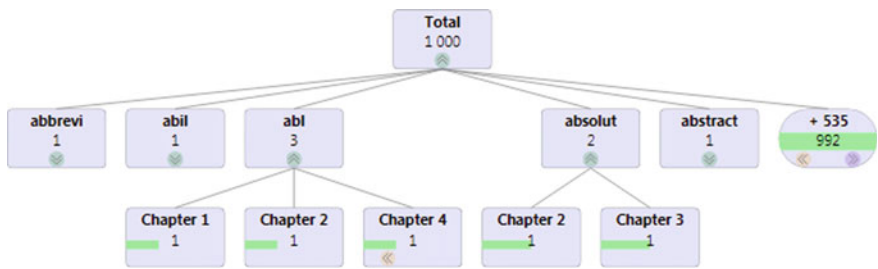 Total
1 000
abbrevi
1
abil
1
abl
3
absolut
2
abstract
1
+ 535
992
Chapter 1
1
Chapter 2
1
Chapter 4
1
Chapter 2
1
Chapter 3
1